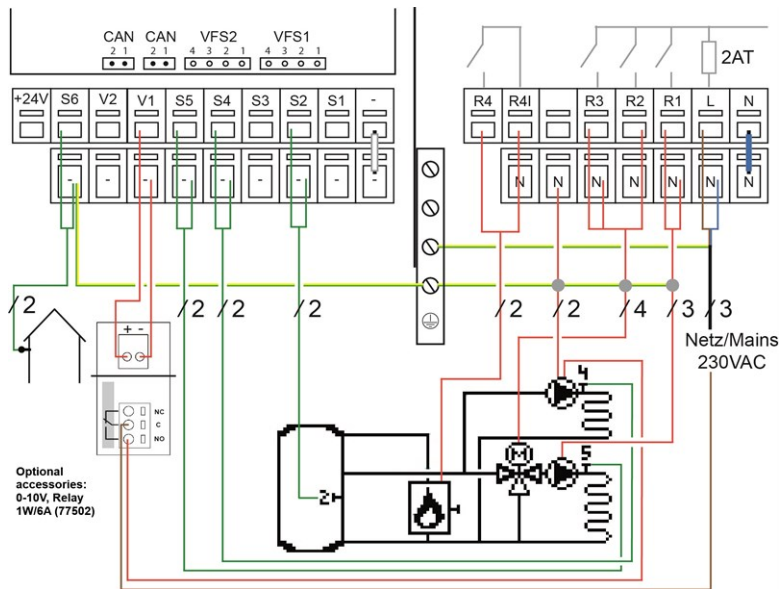 CAN CAN VFS2 VFS1
2 1 2 1 4 3 2 1 4 3 2 1
2AT
+24V S6 V2 V1 S5 S4 S3 S2 S1 -
R4 R4I R3 R2 R1 L N
- - - - - - - - -
N N N N N N N
/2 /2 /2 /2 /2 /2 /4 /3 /3
Netz/Mains
230VAC
+ -
NC
C
NO
4
M
5
2
Optional
accessories:
0-10V, Relay
1W/6A (77502)